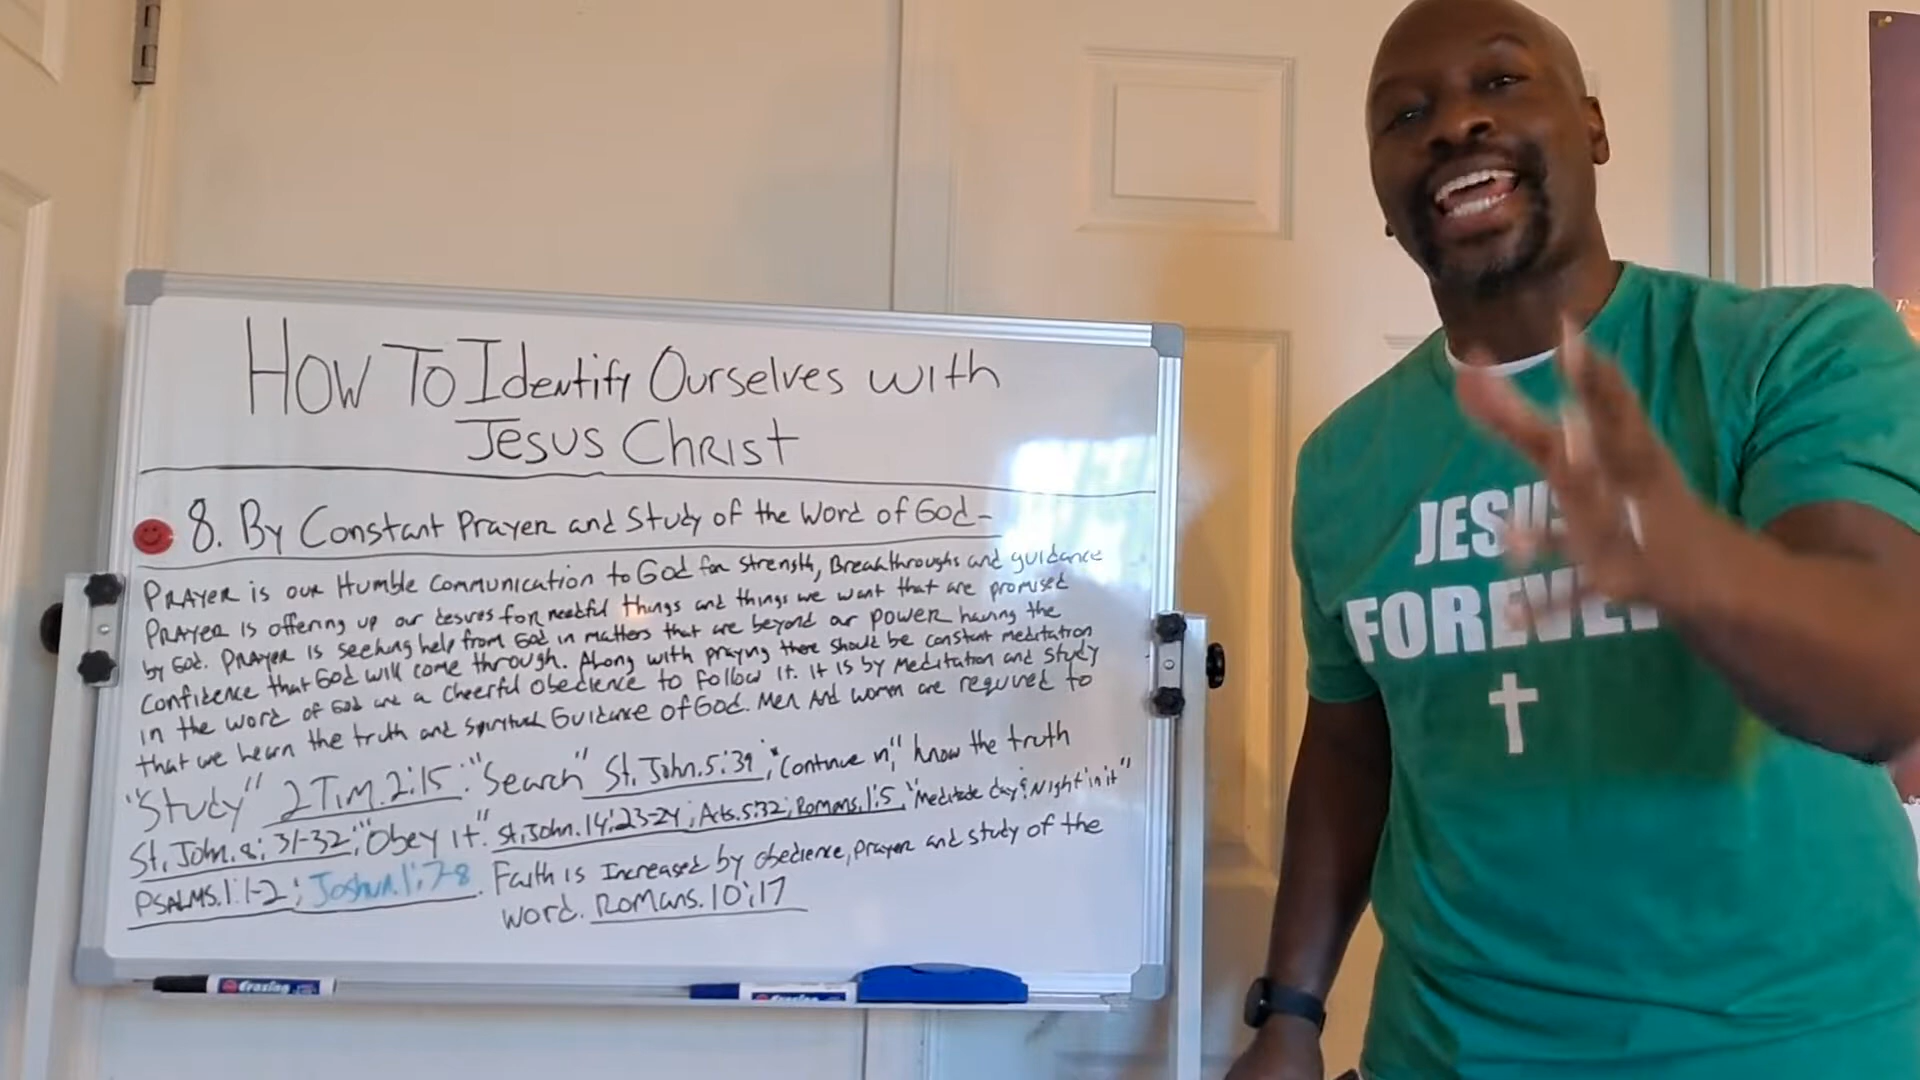 HOW TO Identify Ourselves with
Jesus Christ
8. By Constant Prayer and Study of the Word of God-
Prayer is our Humble Communication to God for strength, Breakthroughs and guidance
Prayer is offering up our desires for needful things and things we want that are promised
by God. Prayer is seeking help from God in matters that are beyond our power having the
confidence that God will come through. Along with praying there should be constant meditation
in the word of God and a cheerful obedience to follow it. It is by Meditation and Study
that we learn the truth and spiritual Guidance of God. Men And women are required to
"Study" 2 Tim. 2:15; "Search" St. John. 5:39; "Continue in," know the truth
St. John. 8: 31-32; "Obey it." St. John. 14:23-24; Acts. 5:32; Romans. 1:5, "Meditate day & Night in it"
PSALMS. 1:1-2; Joshua. 1:7-8. Faith is Increased by obedience, prayer and study of the
word. Romans. 10:17
JESUS
FOREVER